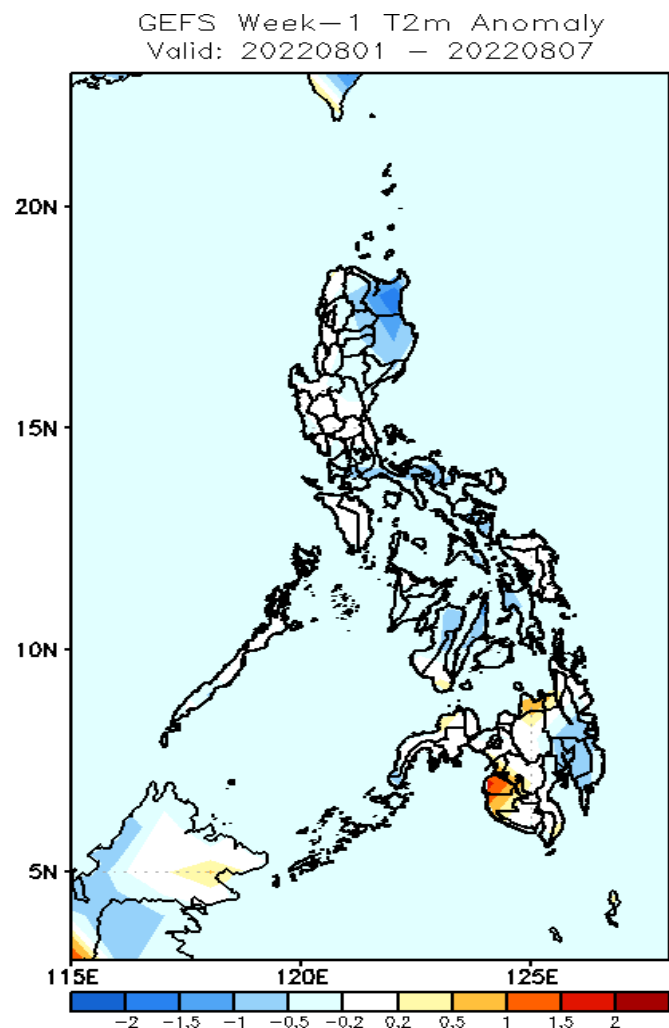 GEFS Week-1 T2m Anomaly
Valid: 20220801 - 20220807
20N
15N
10N
5N
115E 120E 125E
-2 -1.5 -1 -0.5 -0.2 0.2 0.5 1 1.5 2